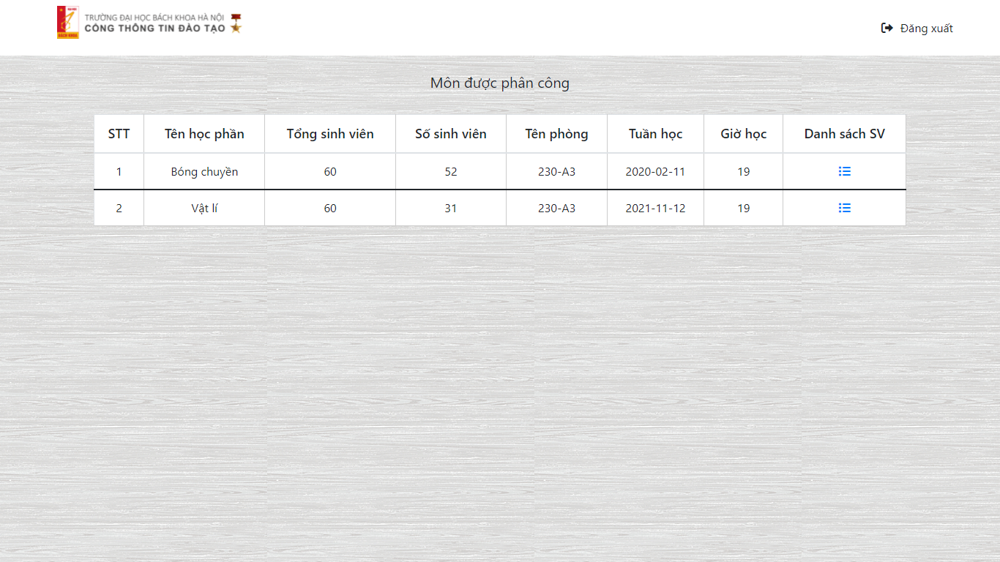 TRƯỜNG ĐẠI HỌC BÁCH KHOA HÀ NỘI
CỔNG THÔNG TIN ĐÀO TẠO
Đăng xuất
Môn được phân công
STT Tên học phần Tổng sinh viên Số sinh viên Tên phòng Tuần học Giờ học Danh sách SV
1 Bóng chuyền 60 52 230-A3 2020-02-11 19
2 Vật lí 60 31 230-A3 2021-11-12 19